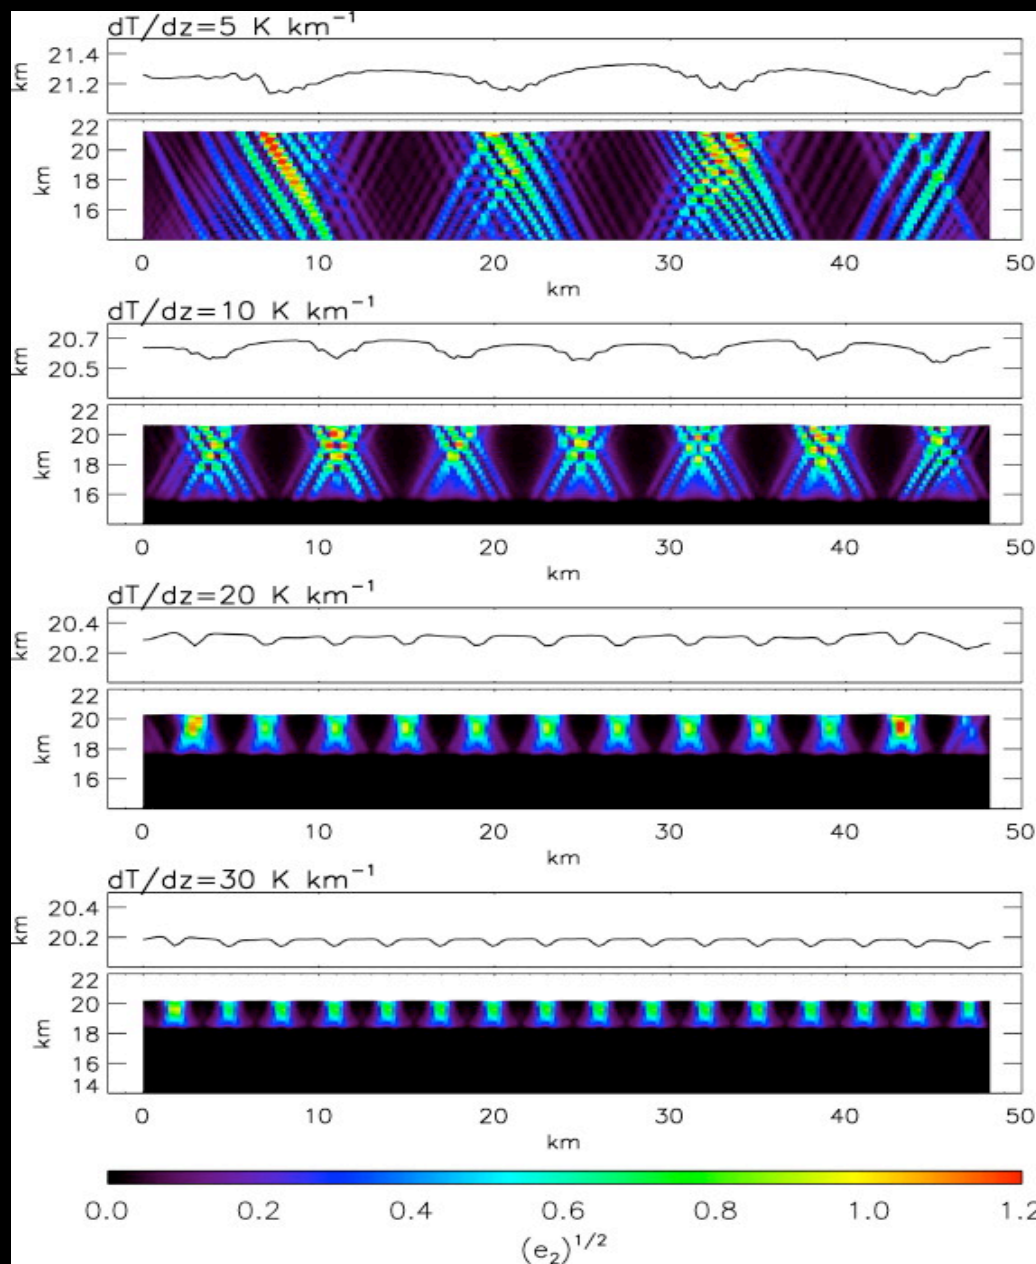 dT/dz=5 K km⁻¹
21.4
21.2
km
22
20
18
16
km
0 10 20 30 40 50
km
dT/dz=10 K km⁻¹
20.7
20.5
km
22
20
18
16
km
0 10 20 30 40 50
km
dT/dz=20 K km⁻¹
20.4
20.2
km
22
20
18
16
km
0 10 20 30 40 50
km
dT/dz=30 K km⁻¹
20.4
20.2
km
22
20
18
16
14
km
0 10 20 30 40 50
km
0.0 0.2 0.4 0.6 0.8 1.0 1.2
(e₂)¹/²